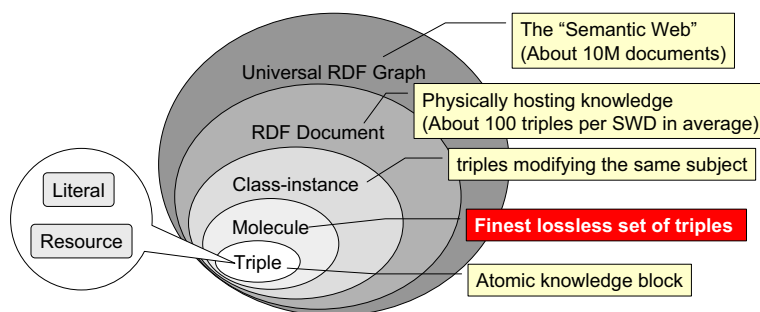 The “Semantic Web”
(About 10M documents)
Universal RDF Graph
Physically hosting knowledge
(About 100 triples per SWD in average)
RDF Document
triples modifying the same subject
Class-instance
Literal
Molecule
Finest lossless set of triples
Resource
Triple
Atomic knowledge block